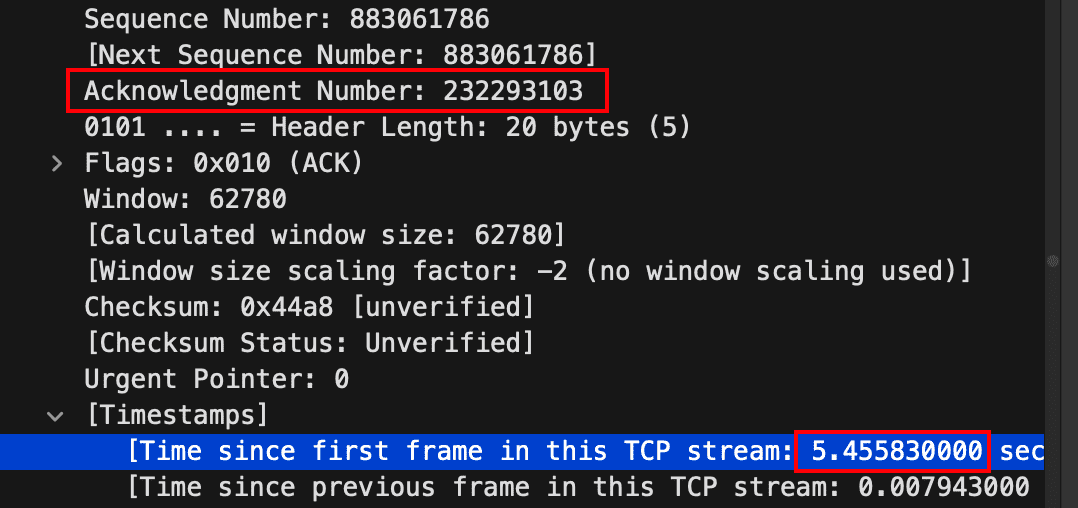 Sequence Number: 883061786
[Next Sequence Number: 883061786]
Acknowledgment Number: 232293103
0101 .... = Header Length: 20 bytes (5)
Flags: 0x010 (ACK)
Window: 62780
[Calculated window size: 62780]
[Window size scaling factor: -2 (no window scaling used)]
Checksum: 0x44a8 [unverified]
[Checksum Status: Unverified]
Urgent Pointer: 0
[Timestamps]
[Time since first frame in this TCP stream: 5.455830000 sec
[Time since previous frame in this TCP stream: 0.007943000